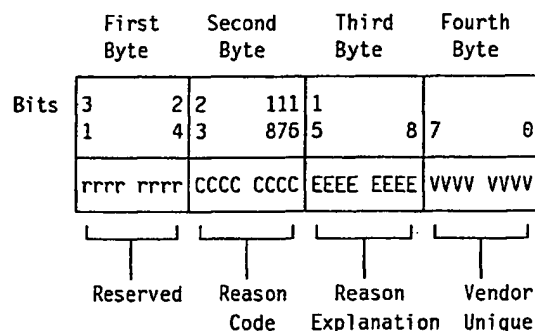 First Second Third Fourth
Byte Byte Byte Byte
Bits 3 2 2 111 1
1 4 3 876 5 8 7 0
rrrr rrrr CCCC CCCC EEEE EEEE VVVV VVVV
Reserved Reason Reason Vendor
Code Explanation Unique